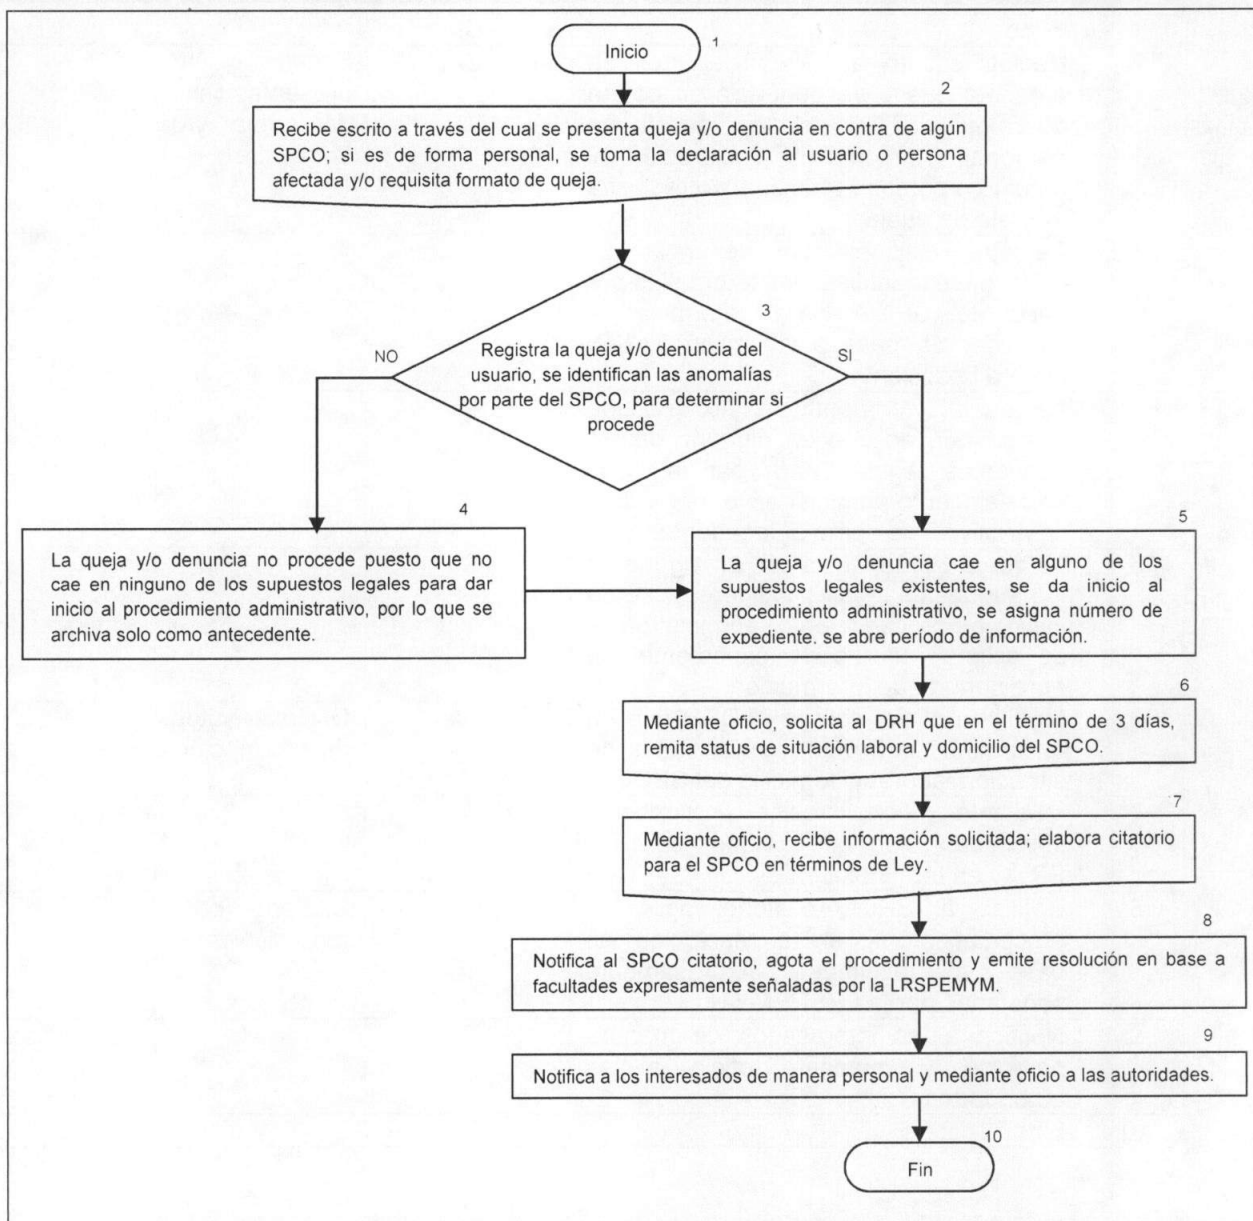 Inicio
1
2
Recibe escrito a través del cual se presenta queja y/o denuncia en contra de algún
SPCO; si es de forma personal, se toma la declaración al usuario o persona
afectada y/o requisita formato de queja.
3
NO
SI
Registra la queja y/o denuncia del
usuario, se identifican las anomalías
por parte del SPCO, para determinar si
procede
4
La queja y/o denuncia no procede puesto que no
cae en ninguno de los supuestos legales para dar
inicio al procedimiento administrativo, por lo que se
archiva solo como antecedente.
5
La queja y/o denuncia cae en alguno de los
supuestos legales existentes, se da inicio al
procedimiento administrativo, se asigna número de
expediente, se abre período de información.
6
Mediante oficio, solicita al DRH que en el término de 3 días,
remita status de situación laboral y domicilio del SPCO.
7
Mediante oficio, recibe información solicitada; elabora citatorio
para el SPCO en términos de Ley.
8
Notifica al SPCO citatorio, agota el procedimiento y emite resolución en base a
facultades expresamente señaladas por la LRSPEMYM.
9
Notifica a los interesados de manera personal y mediante oficio a las autoridades.
10
Fin